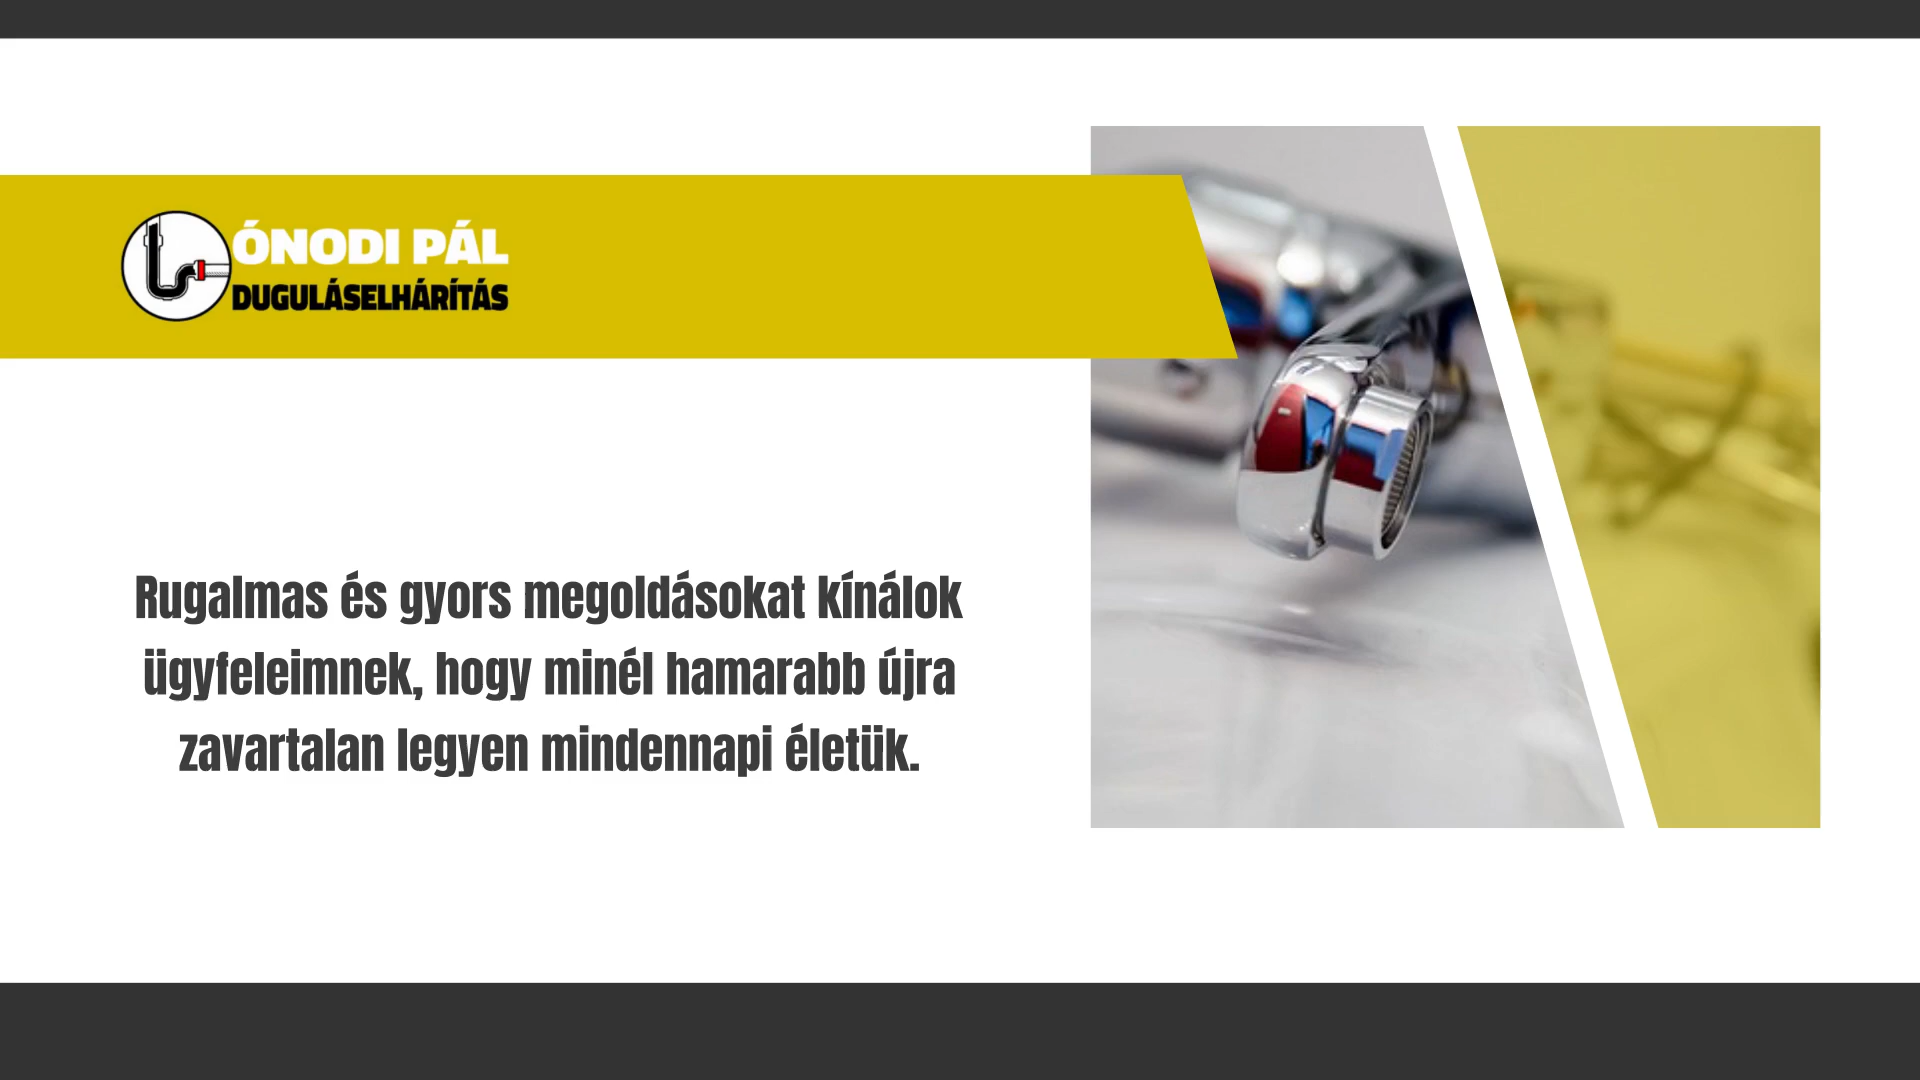 ÓNODI PÁL
DUGULÁSELHÁRÍTÁS
Rugalmas és gyors megoldásokat kínálok
ügyfeleimnek, hogy minél hamarabb újra
zavartalan legyen mindennapi életük.